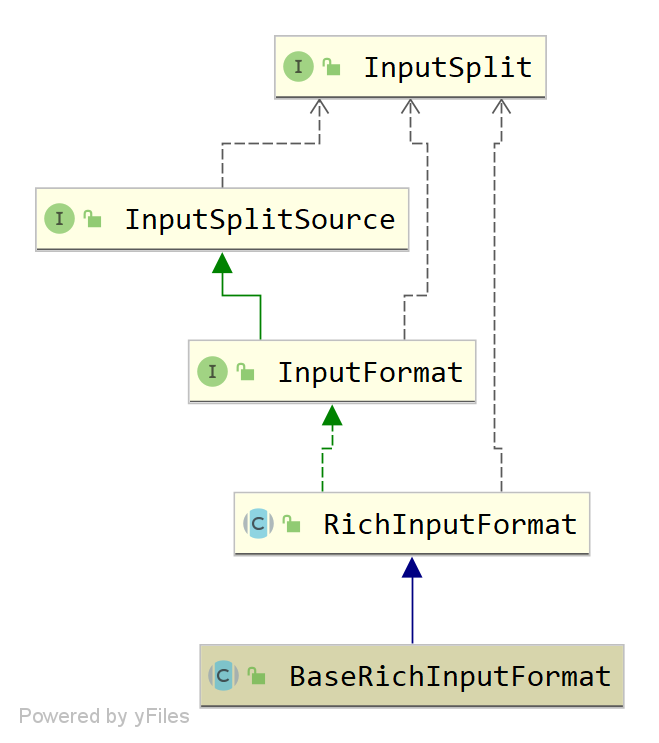 I InputSplit
I InputSplitSource
I InputFormat
C RichInputFormat
C BaseRichInputFormat
Powered by yFiles